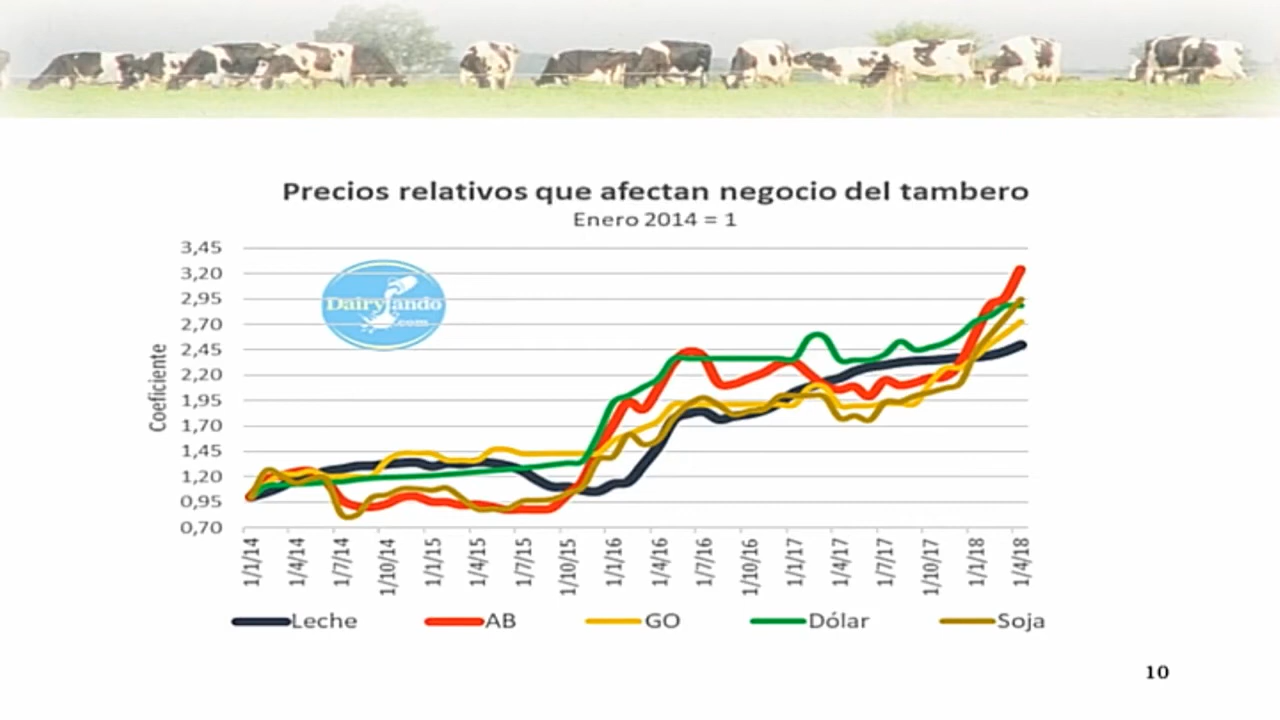 Precios relativos que afectan negocio del tambero
Enero 2014 = 1
Coeficiente
3,45
3,20
2,95
2,70
2,45
2,20
1,95
1,70
1,45
1,20
0,95
0,70
Dairylando
.com
1/1/14 1/4/14 1/7/14 1/10/14 1/1/15 1/4/15 1/7/15 1/10/15 1/1/16 1/4/16 1/7/16 1/10/16 1/1/17 1/4/17 1/7/17 1/10/17 1/1/18 1/4/18
Leche AB GO Dólar Soja
10